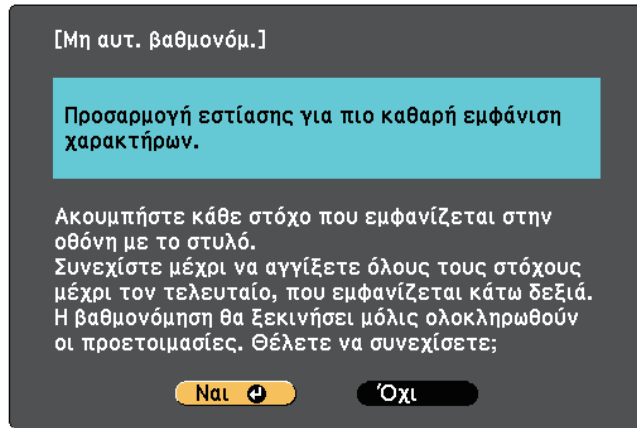 [Μη αυτ. βαθμονόμ.]
Προσαρμογή εστίασης για πιο καθαρή εμφάνιση
χαρακτήρων.
Ακουμπήστε κάθε στόχο που εμφανίζεται στην
οθόνη με το στυλό.
Συνεχίστε μέχρι να αγγίξετε όλους τους στόχους
μέχρι τον τελευταίο, που εμφανίζεται κάτω δεξιά.
Η βαθμονόμηση θα ξεκινήσει μόλις ολοκληρωθούν
οι προετοιμασίες. Θέλετε να συνεχίσετε;
Ναι Όχι